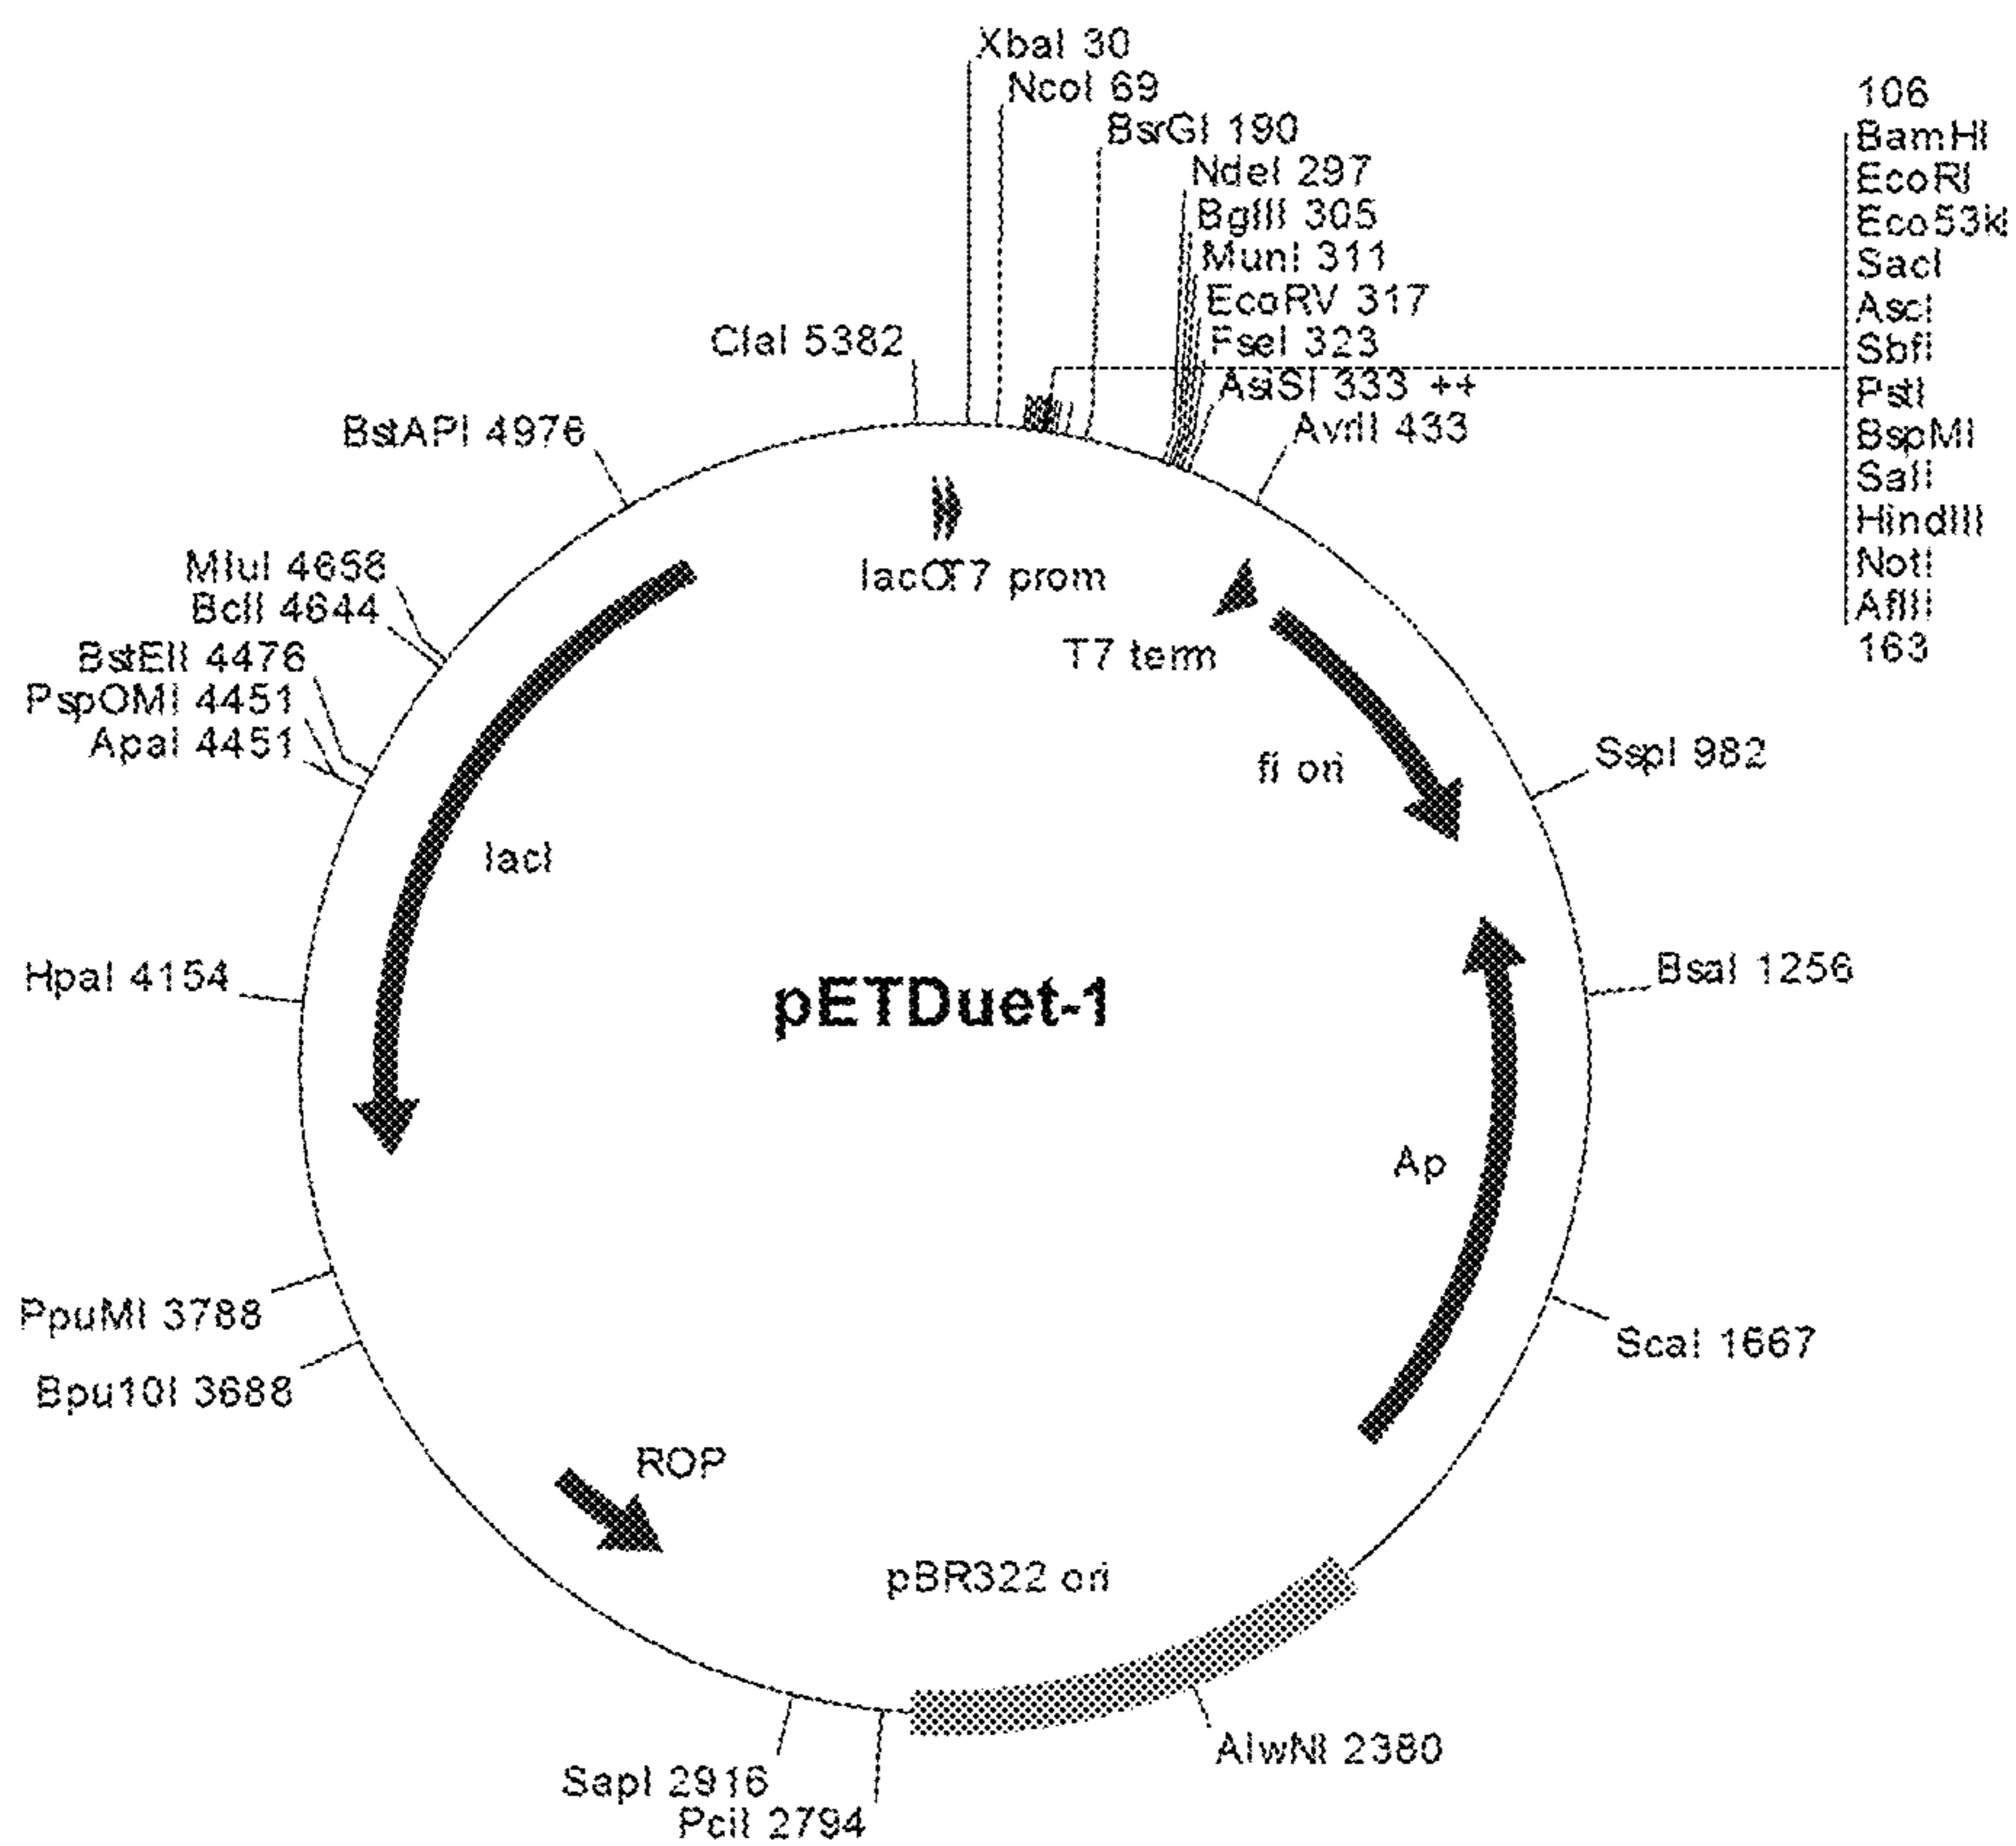 XbaI 30
NcoI 69
BsrGI 190
NdeI 297
BglII 305
MunI 311
EcoRV 317
FseI 323
AsiSI 333 ++
AvrII 433
106
BamHI
EcoRI
Eco53kI
SacI
AscI
SbfI
PstI
BspMI
SalI
HindIII
NotI
AflII
163
ClaI 5382
BstAPI 4976
MluI 4658
BclI 4644
BstEII 4476
PspOMI 4451
ApaI 4451
HpaI 4154
PpuMI 3788
Bpu10I 3688
SapI 2916
PciI 2794
AlwNI 2380
ScaI 1667
BsaI 1256
SspI 982
lacO
T7 prom
T7 term
fi ori
lacI
pETDuet-1
Ap
ROP
pBR322 ori